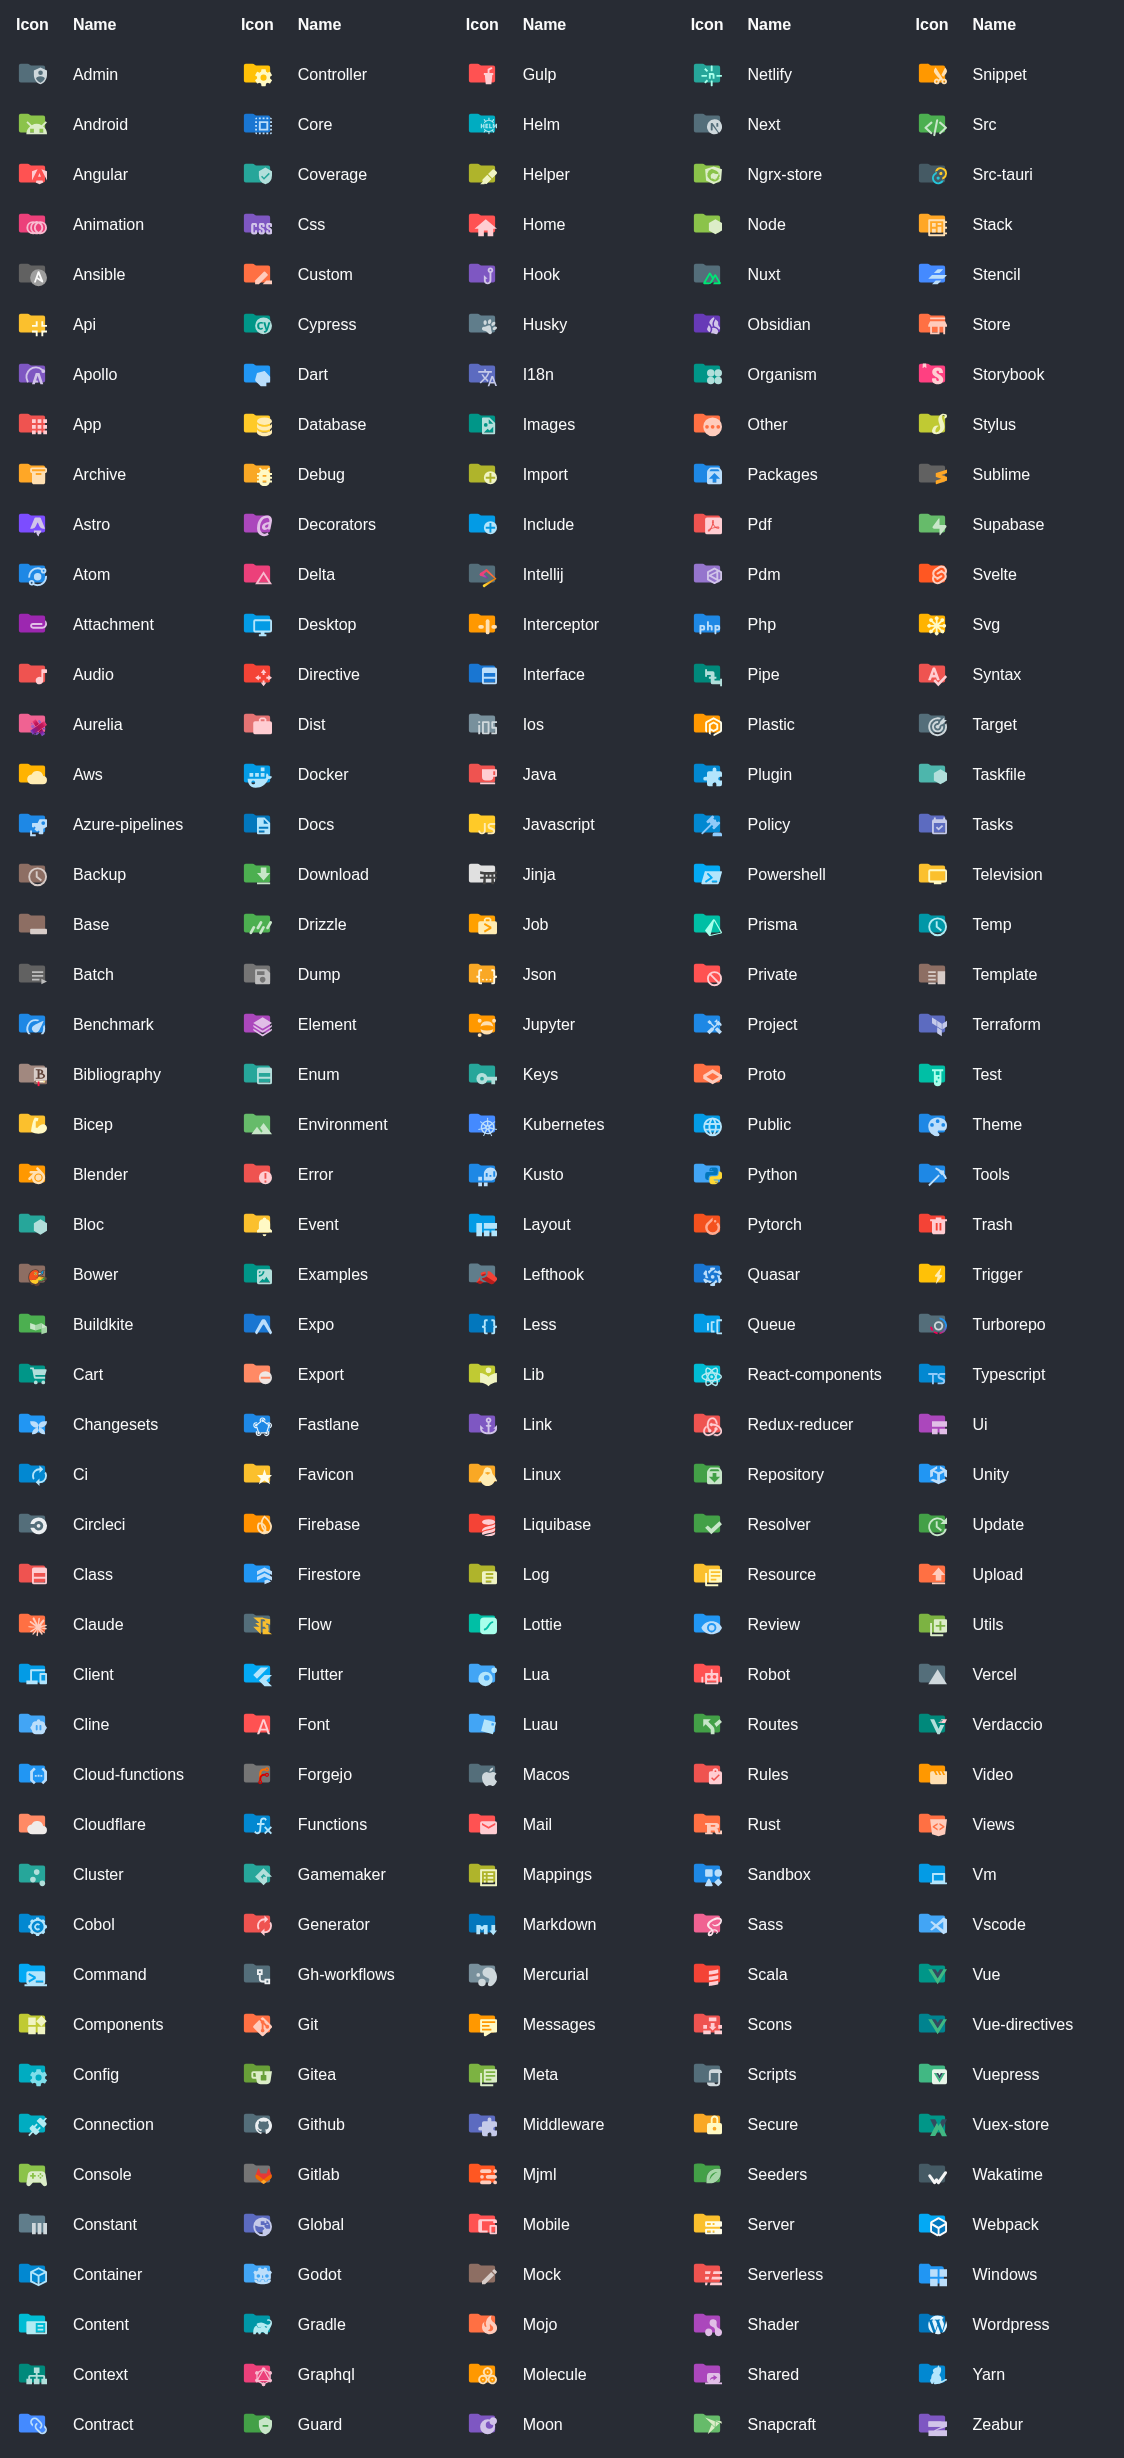 Icon Name Icon Name Icon Name Icon Name Icon Name
Admin Controller Gulp Netlify Snippet
Android Core Helm Next Src
Angular Coverage Helper Ngrx-store Src-tauri
Animation Css Home Node Stack
Ansible Custom Hook Nuxt Stencil
Api Cypress Husky Obsidian Store
Apollo Dart I18n Organism Storybook
App Database Images Other Stylus
Archive Debug Import Packages Sublime
Astro Decorators Include Pdf Supabase
Atom Delta Intellij Pdm Svelte
Attachment Desktop Interceptor Php Svg
Audio Directive Interface Pipe Syntax
Aurelia Dist Ios Plastic Target
Aws Docker Java Plugin Taskfile
Azure-pipelines Docs Javascript Policy Tasks
Backup Download Jinja Powershell Television
Base Drizzle Job Prisma Temp
Batch Dump Json Private Template
Benchmark Element Jupyter Project Terraform
Bibliography Enum Keys Proto Test
Bicep Environment Kubernetes Public Theme
Blender Error Kusto Python Tools
Bloc Event Layout Pytorch Trash
Bower Examples Lefthook Quasar Trigger
Buildkite Expo Less Queue Turborepo
Cart Export Lib React-components Typescript
Changesets Fastlane Link Redux-reducer Ui
Ci Favicon Linux Repository Unity
Circleci Firebase Liquibase Resolver Update
Class Firestore Log Resource Upload
Claude Flow Lottie Review Utils
Client Flutter Lua Robot Vercel
Cline Font Luau Routes Verdaccio
Cloud-functions Forgejo Macos Rules Video
Cloudflare Functions Mail Rust Views
Cluster Gamemaker Mappings Sandbox Vm
Cobol Generator Markdown Sass Vscode
Command Gh-workflows Mercurial Scala Vue
Components Git Messages Scons Vue-directives
Config Gitea Meta Scripts Vuepress
Connection Github Middleware Secure Vuex-store
Console Gitlab Mjml Seeders Wakatime
Constant Global Mobile Server Webpack
Container Godot Mock Serverless Windows
Content Gradle Mojo Shader Wordpress
Context Graphql Molecule Shared Yarn
Contract Guard Moon Snapcraft Zeabur